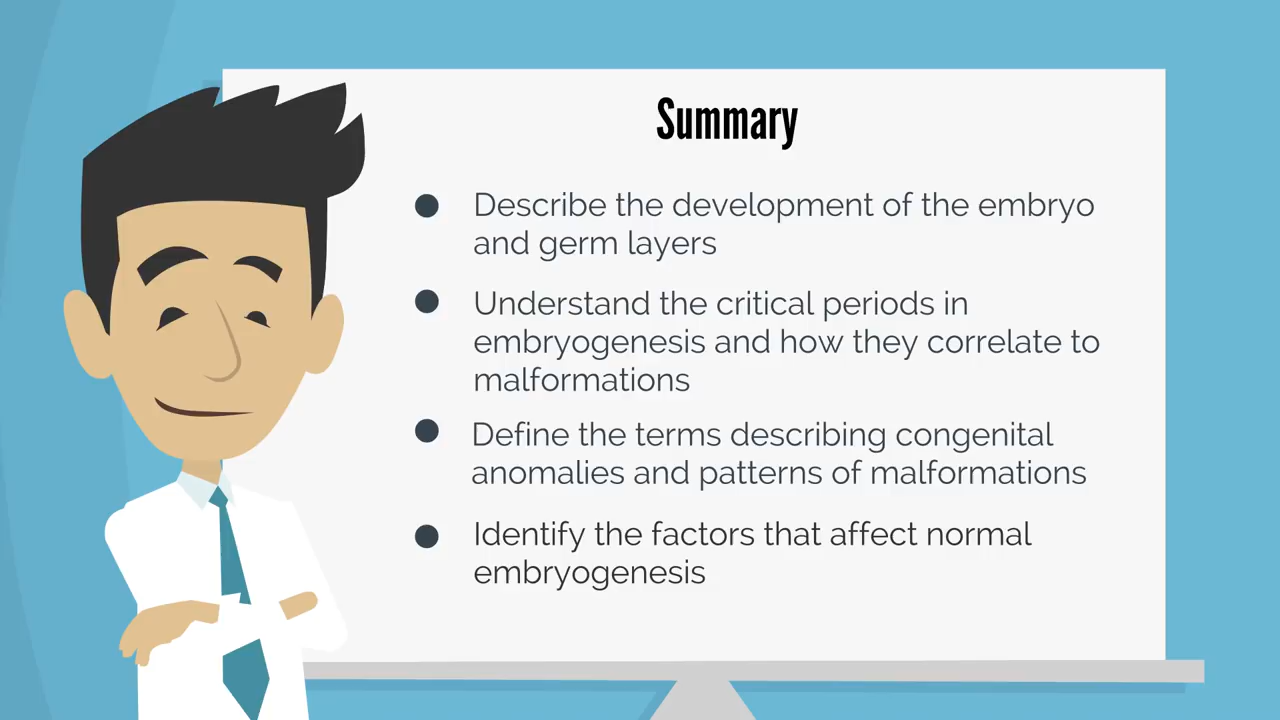 Summary
Describe the development of the embryo
and germ layers
Understand the critical periods in
embryogenesis and how they correlate to
malformations
Define the terms describing congenital
anomalies and patterns of malformations
Identify the factors that affect normal
embryogenesis